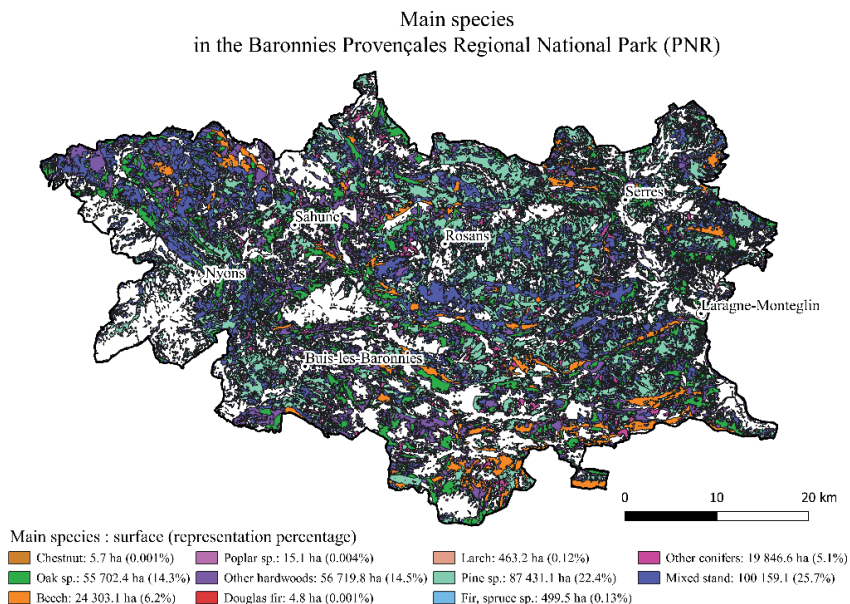 Main species
in the Baronnies Provençales Regional National Park (PNR)
Serres
Sahune
Rosans
Nyons
Laragne-Monteglin
Buis-les-Baronnies
0 10 20 km
Main species : surface (representation percentage)
Chestnut: 5.7 ha (0.001%) Poplar sp.: 15.1 ha (0.004%) Larch: 463.2 ha (0.12%) Other conifers: 19 846.6 ha (5.1%)
Oak sp.: 55 702.4 ha (14.3%) Other hardwoods: 56 719.8 ha (14.5%) Pine sp.: 87 431.1 ha (22.4%) Mixed stand: 100 159.1 (25.7%)
Beech: 24 303.1 ha (6.2%) Douglas fir: 4.8 ha (0.001%) Fir, spruce sp.: 499.5 ha (0.13%)